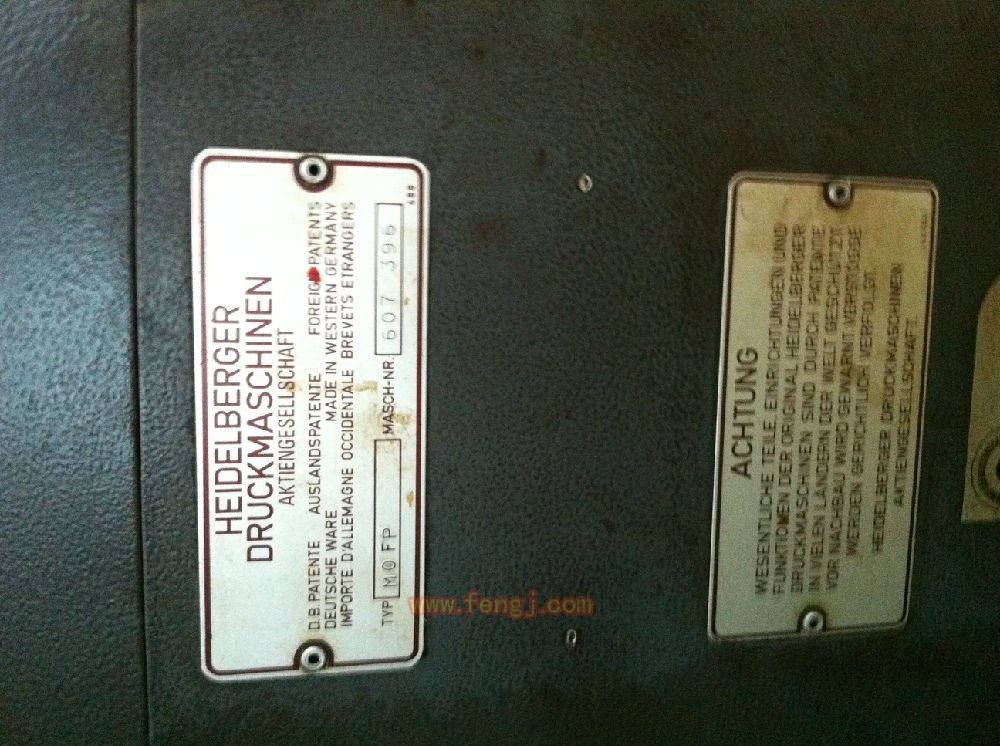 HEIDELBERGER
DRUCKMASCHINEN
AKTIENGESELLSCHAFT
D.B. PATENTE AUSLANDSPATENTE FOREIGN PATENTS
DEUTSCHE WARE MADE IN WESTERN GERMANY
IMPORTE D'ALLEMAGNE OCCIDENTALE BREVETS ETRANGERS
TYP MOFP MASCH-NR. 607 396
ACHTUNG
WESENTLICHE TEILE EINRICHTUNGEN UND
FUNKTIONEN DER ORIGINAL HEIDELBERGER
DRUCKMASCHINEN SIND DURCH PATENTE
IN VIELEN LÄNDERN DER WELT GESCHÜTZT
VOR NACHBAU WIRD GEWARNT VERSTÖSSE
WERDEN GERICHTLICH VERFOLGT.
HEIDELBERGER DRUCKMASCHINEN
AKTIENGESELLSCHAFT
www.fengj.com